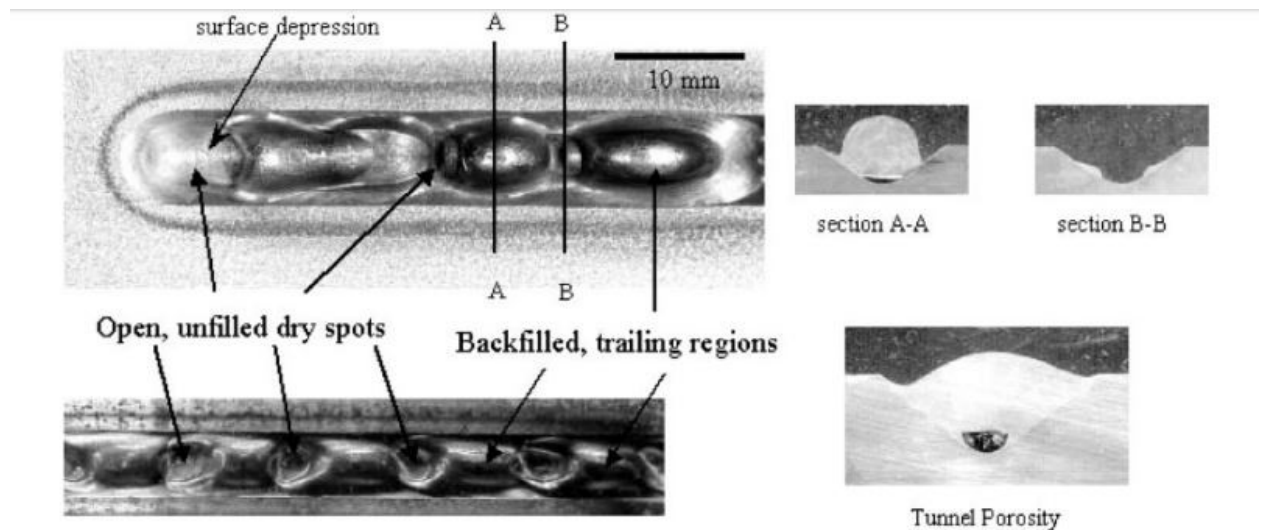 surface depression
A
B
10 mm
A
B
section A-A
section B-B
Open, unfilled dry spots
Backfilled, trailing regions
Tunnel Porosity